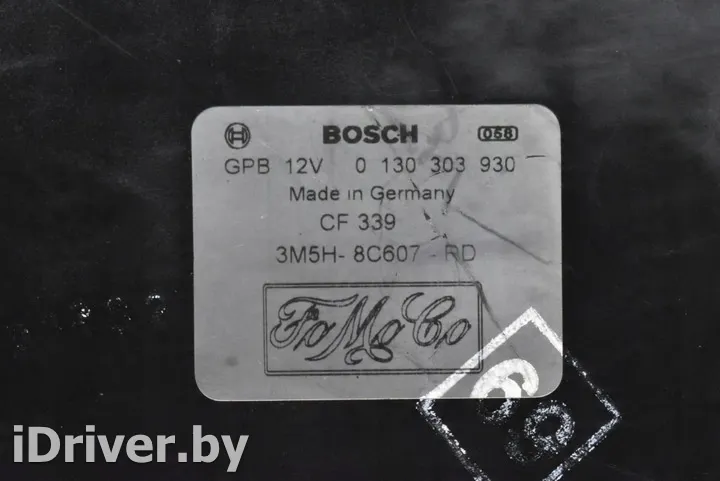 BOSCH 058
GPB 12V 0 130 303 930
Made in Germany
CF 339
3M5H- 8C607 - RD
FoMoCo
iDriver.by